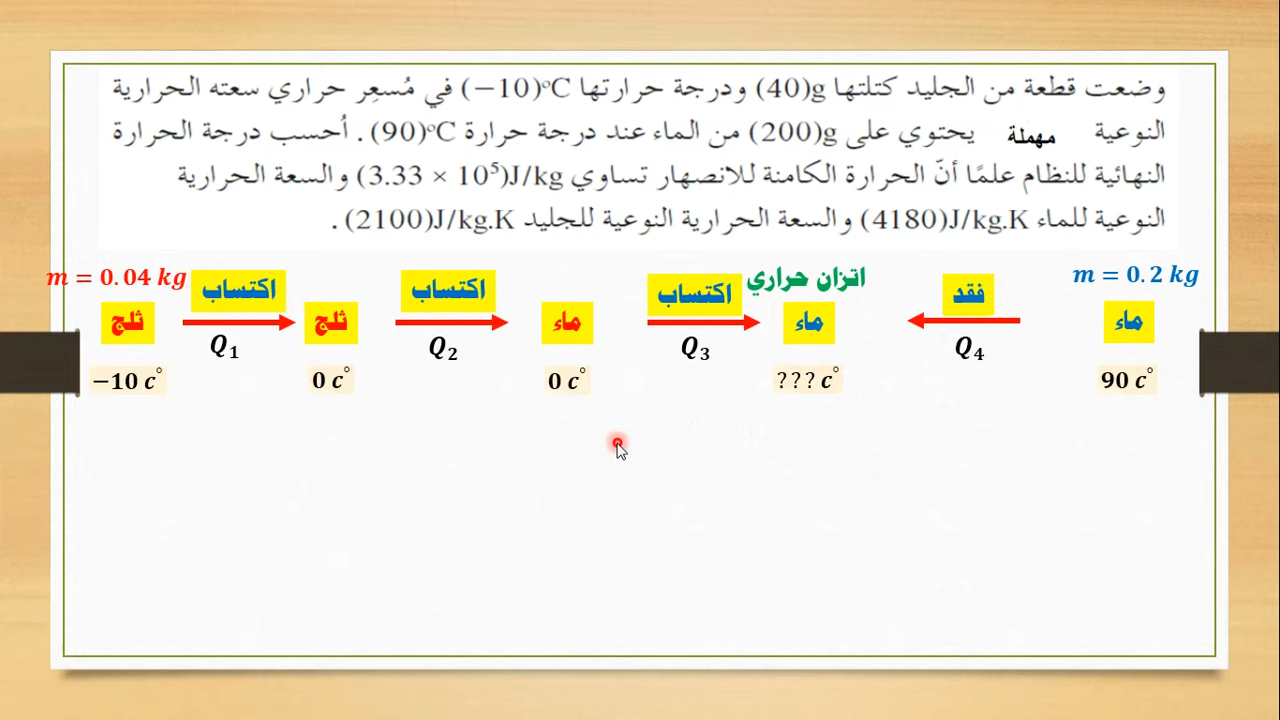 وضعت قطعة من الجليد كتلتها g(40) ودرجة حرارتها °C(−10) في مُسعِر حراري سعته الحرارية
النوعية مهملة يحتوي على g(200) من الماء عند درجة حرارة °C(90). أحسب درجة الحرارة
النهائية للنظام علمًا أنّ الحرارة الكامنة للانصهار تساوي (3.33 × 10⁵)J/kg والسعة الحرارية
النوعية للماء (4180)J/kg.K والسعة الحرارية النوعية للجليد (2100)J/kg.K .
m = 0.04 kg
اكتساب
اكتساب
اكتساب
اتزان حراري
فقد
m = 0.2 kg
ثلج
ثلج
ماء
ماء
ماء
Q₁
Q₂
Q₃
Q₄
−10 c°
0 c°
0 c°
??? c°
90 c°